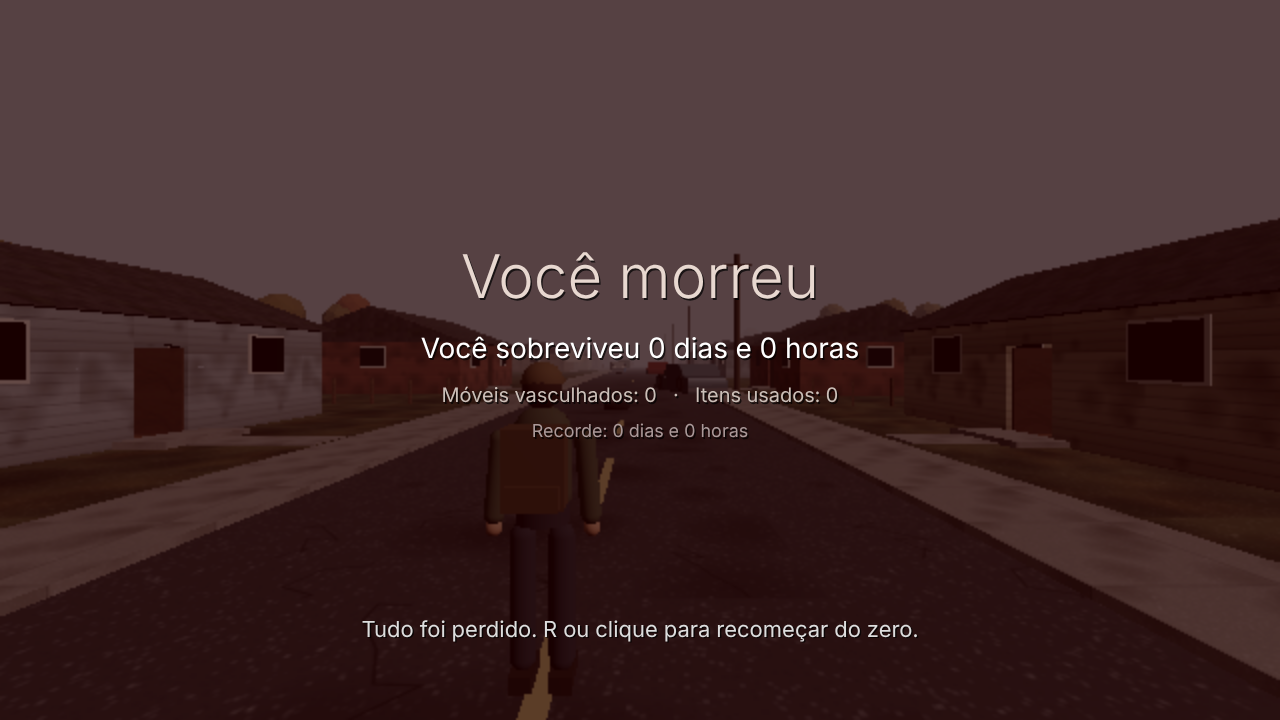 Você morreu
Você sobreviveu 0 dias e 0 horas
Móveis vasculhados: 0 · Itens usados: 0
Recorde: 0 dias e 0 horas
Tudo foi perdido. R ou clique para recomeçar do zero.